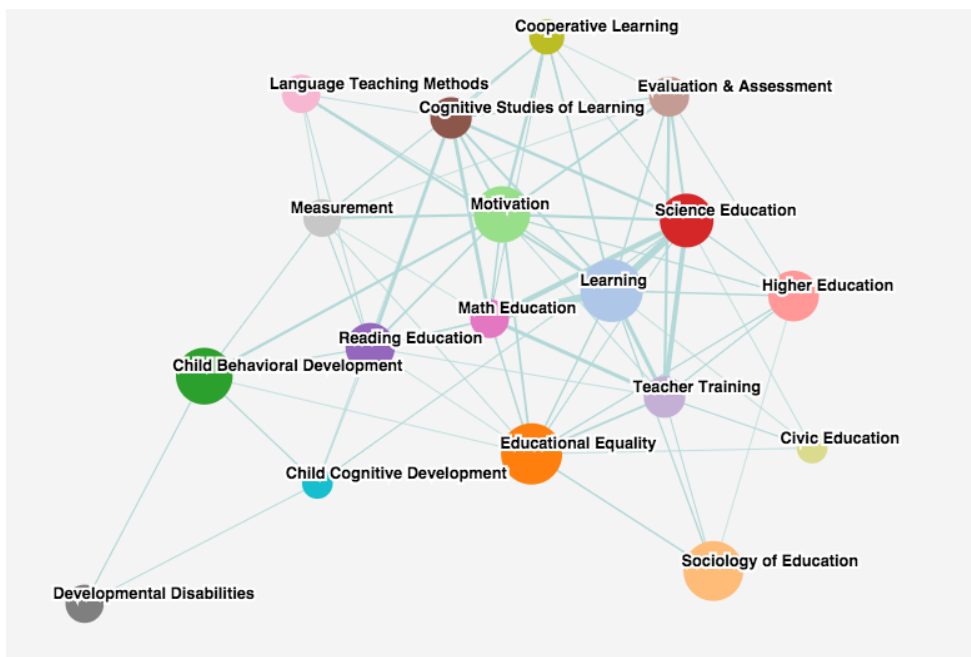 Cooperative Learning
Language Teaching Methods
Evaluation & Assessment
Cognitive Studies of Learning
Motivation
Measurement
Science Education
Learning
Higher Education
Math Education
Reading Education
Child Behavioral Development
Teacher Training
Educational Equality
Civic Education
Child Cognitive Development
Sociology of Education
Developmental Disabilities